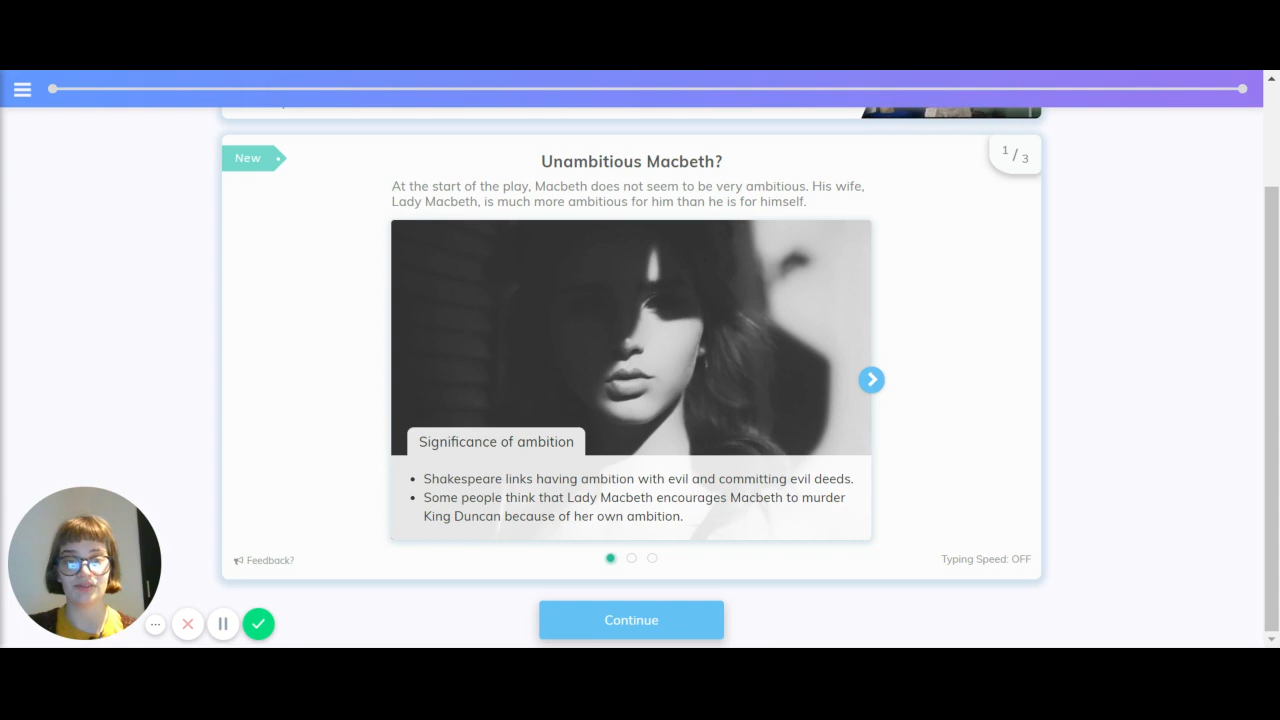 New
Unambitious Macbeth?
1 / 3
At the start of the play, Macbeth does not seem to be very ambitious. His wife,
Lady Macbeth, is much more ambitious for him than he is for himself.
Significance of ambition
• Shakespeare links having ambition with evil and committing evil deeds.
• Some people think that Lady Macbeth encourages Macbeth to murder
King Duncan because of her own ambition.
Feedback?
Typing Speed: OFF
Continue